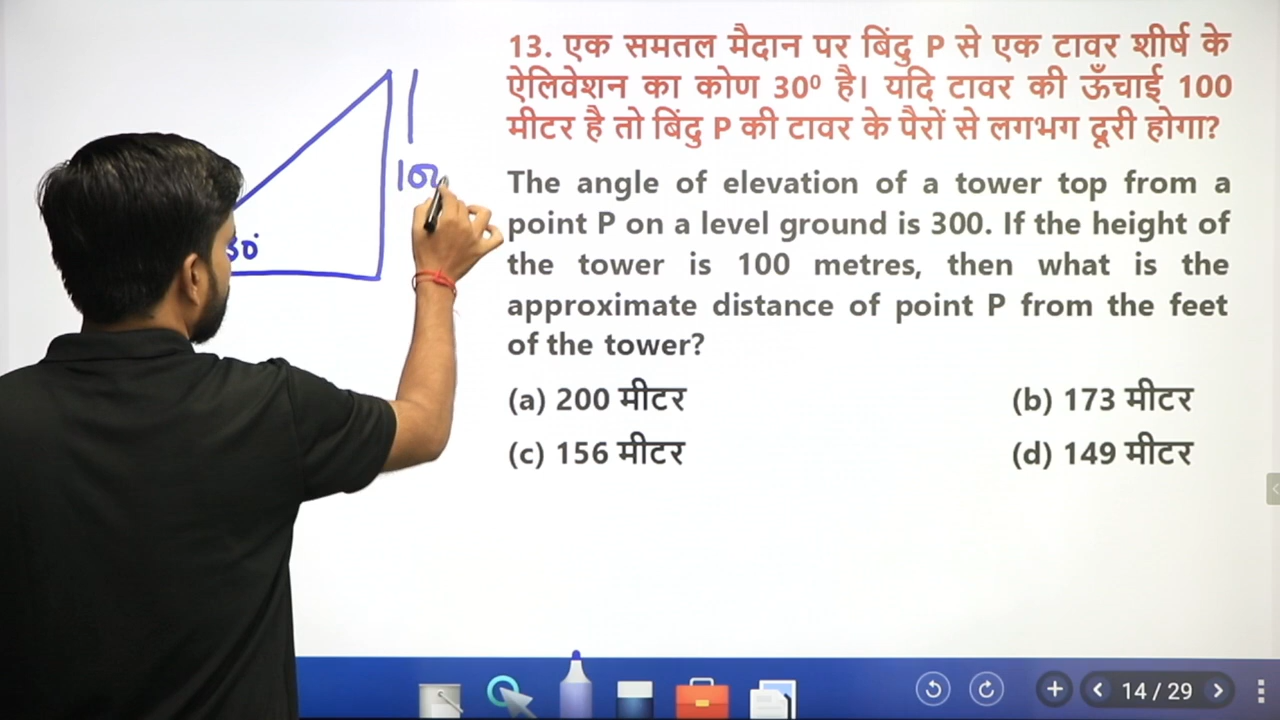 13. एक समतल मैदान पर बिंदु P से एक टावर शीर्ष के
ऐलिवेशन का कोण 30⁰ है। यदि टावर की ऊँचाई 100
मीटर है तो बिंदु P की टावर के पैरों से लगभग दूरी होगा?
The angle of elevation of a tower top from a
point P on a level ground is 300. If the height of
the tower is 100 metres, then what is the
approximate distance of point P from the feet
of the tower?
(a) 200 मीटर (b) 173 मीटर
(c) 156 मीटर (d) 149 मीटर
30°
14 / 29